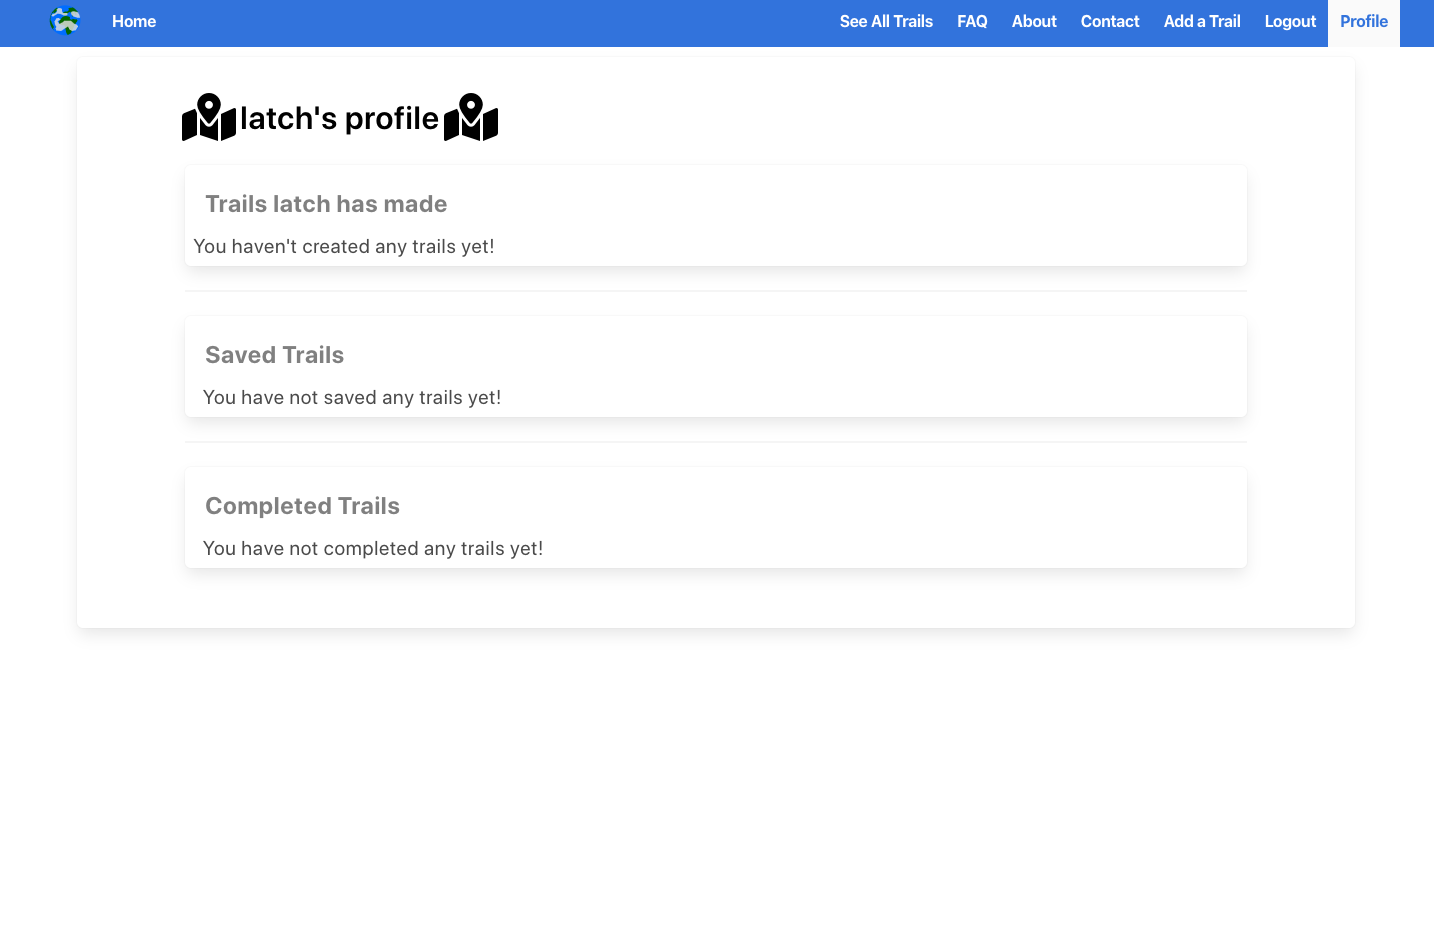 Home See All Trails FAQ About Contact Add a Trail Logout Profile
latch's profile
Trails latch has made
You haven't created any trails yet!
Saved Trails
You have not saved any trails yet!
Completed Trails
You have not completed any trails yet!